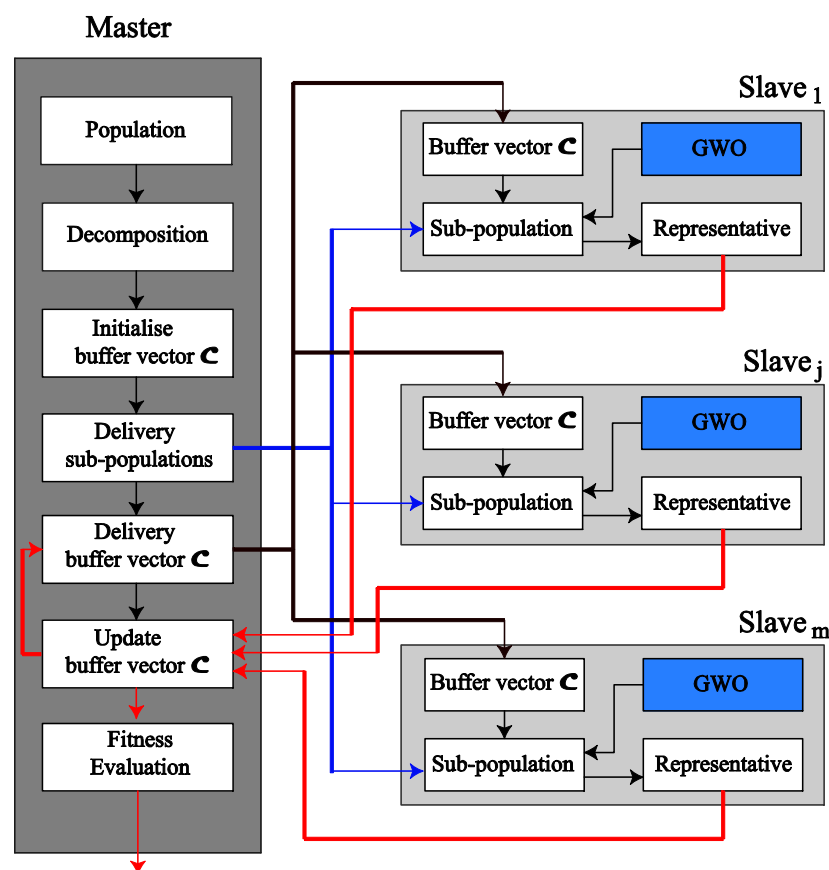 Master
Population
Decomposition
Initialise
buffer vector C
Delivery
sub-populations
Delivery
buffer vector C
Update
buffer vector C
Fitness
Evaluation
Slave 1
Buffer vector C
GWO
Sub-population
Representative
Slave j
Buffer vector C
GWO
Sub-population
Representative
Slave m
Buffer vector C
GWO
Sub-population
Representative